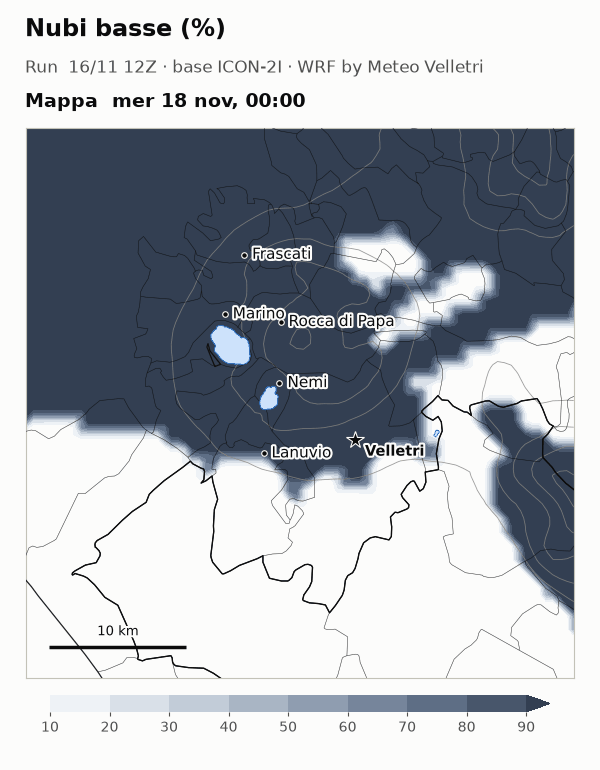 Nubi basse (%)
Run  16/11 12Z · base ICON-2I · WRF by Meteo Velletri
Mappa  mer 18 nov, 00:00
Frascati
Marino
Rocca di Papa
Nemi
Velletri
Lanuvio
10 km
10 20 30 40 50 60 70 80 90